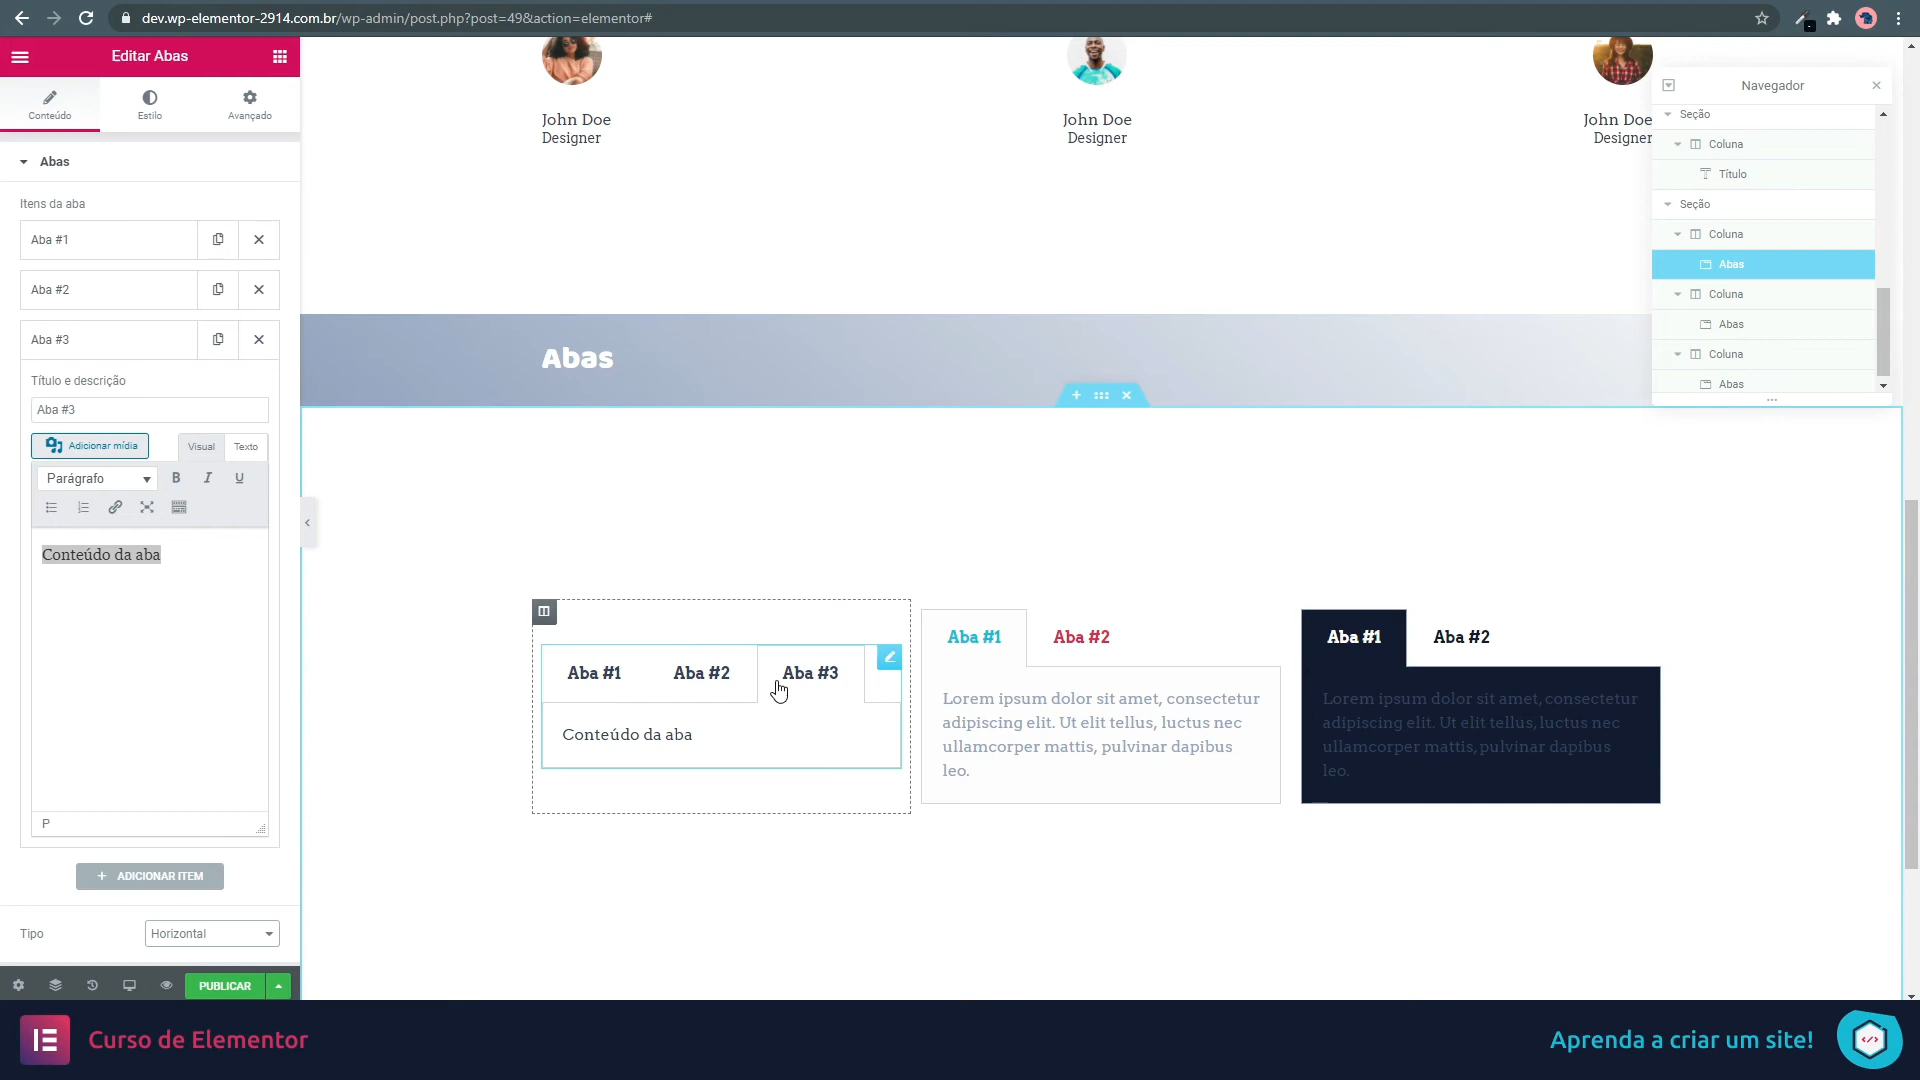 dev.wp-elementor-2914.com.br/wp-admin/post.php?post=49&action=elementor#
Editar Abas
Conteúdo
Estilo
Avançado
Abas
Itens da aba
Aba #1
Aba #2
Aba #3
Título e descrição
Aba #3
Adicionar mídia
Visual
Texto
Parágrafo
B I U
Conteúdo da aba
P
+ ADICIONAR ITEM
Tipo
Horizontal
PUBLICAR
John Doe
Designer
John Doe
Designer
John Doe
Designer
Navegador
Seção
Coluna
Título
Seção
Coluna
Abas
Coluna
Abas
Coluna
Abas
Abas
Aba #1
Aba #2
Aba #3
Conteúdo da aba
Aba #1
Aba #2
Lorem ipsum dolor sit amet, consectetur
adipiscing elit. Ut elit tellus, luctus nec
ullamcorper mattis, pulvinar dapibus
leo.
Aba #1
Aba #2
Lorem ipsum dolor sit amet, consectetur
adipiscing elit. Ut elit tellus, luctus nec
ullamcorper mattis, pulvinar dapibus
leo.
Curso de Elementor
Aprenda a criar um site!